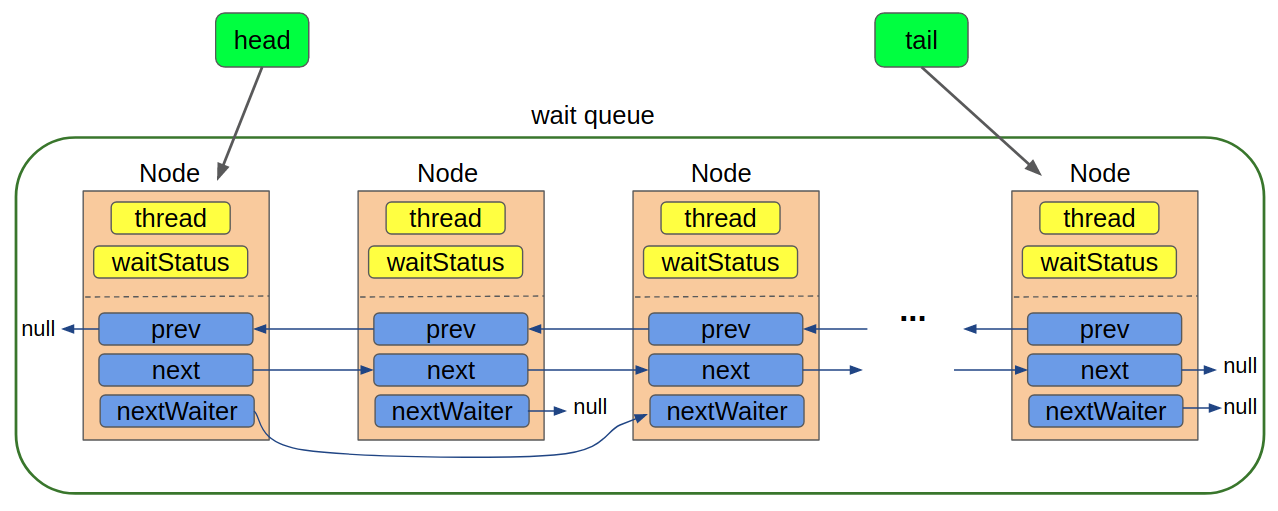 head
tail
wait queue
Node
Node
Node
Node
thread
thread
thread
thread
waitStatus
waitStatus
waitStatus
waitStatus
...
null
prev
prev
prev
prev
next
next
next
next
null
nextWaiter
nextWaiter
null
nextWaiter
nextWaiter
null